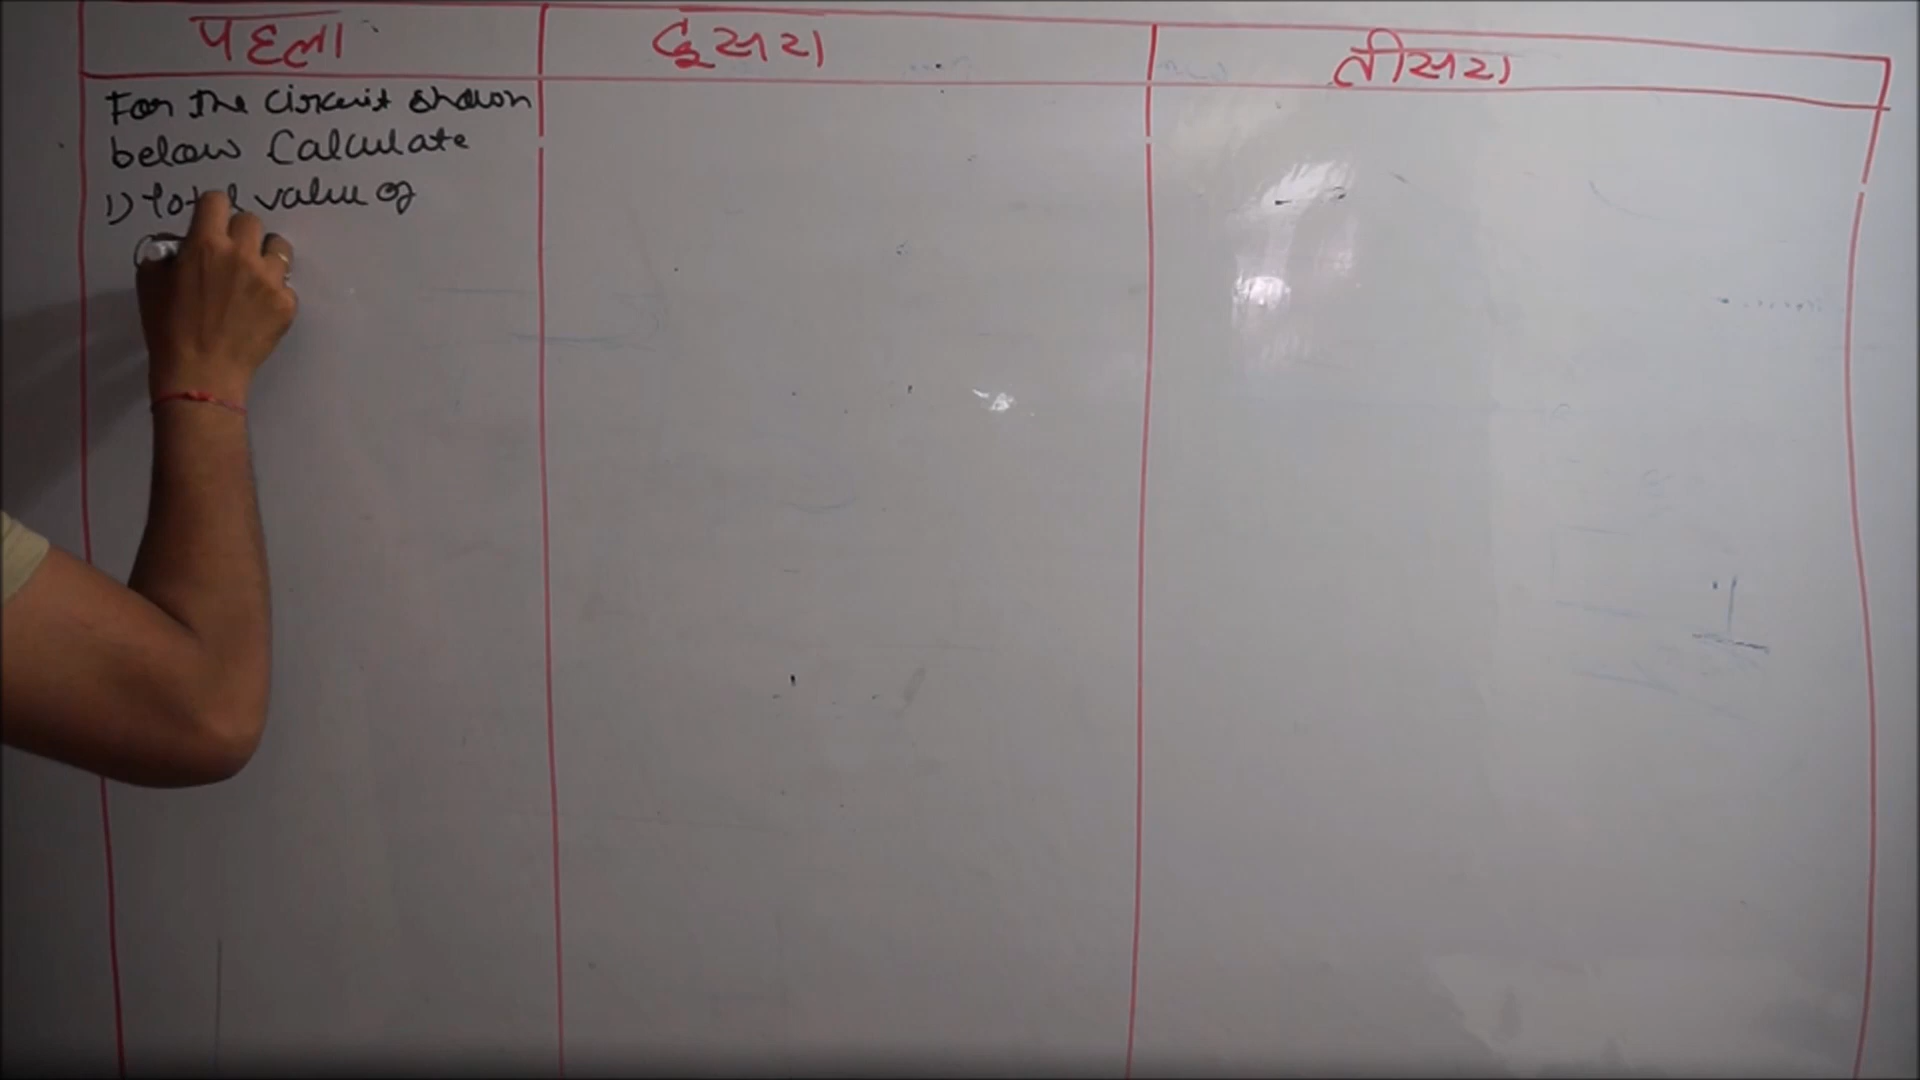 पहला
दूसरा
तीसरा
For The Circuit shown
below Calculate
1) total value of